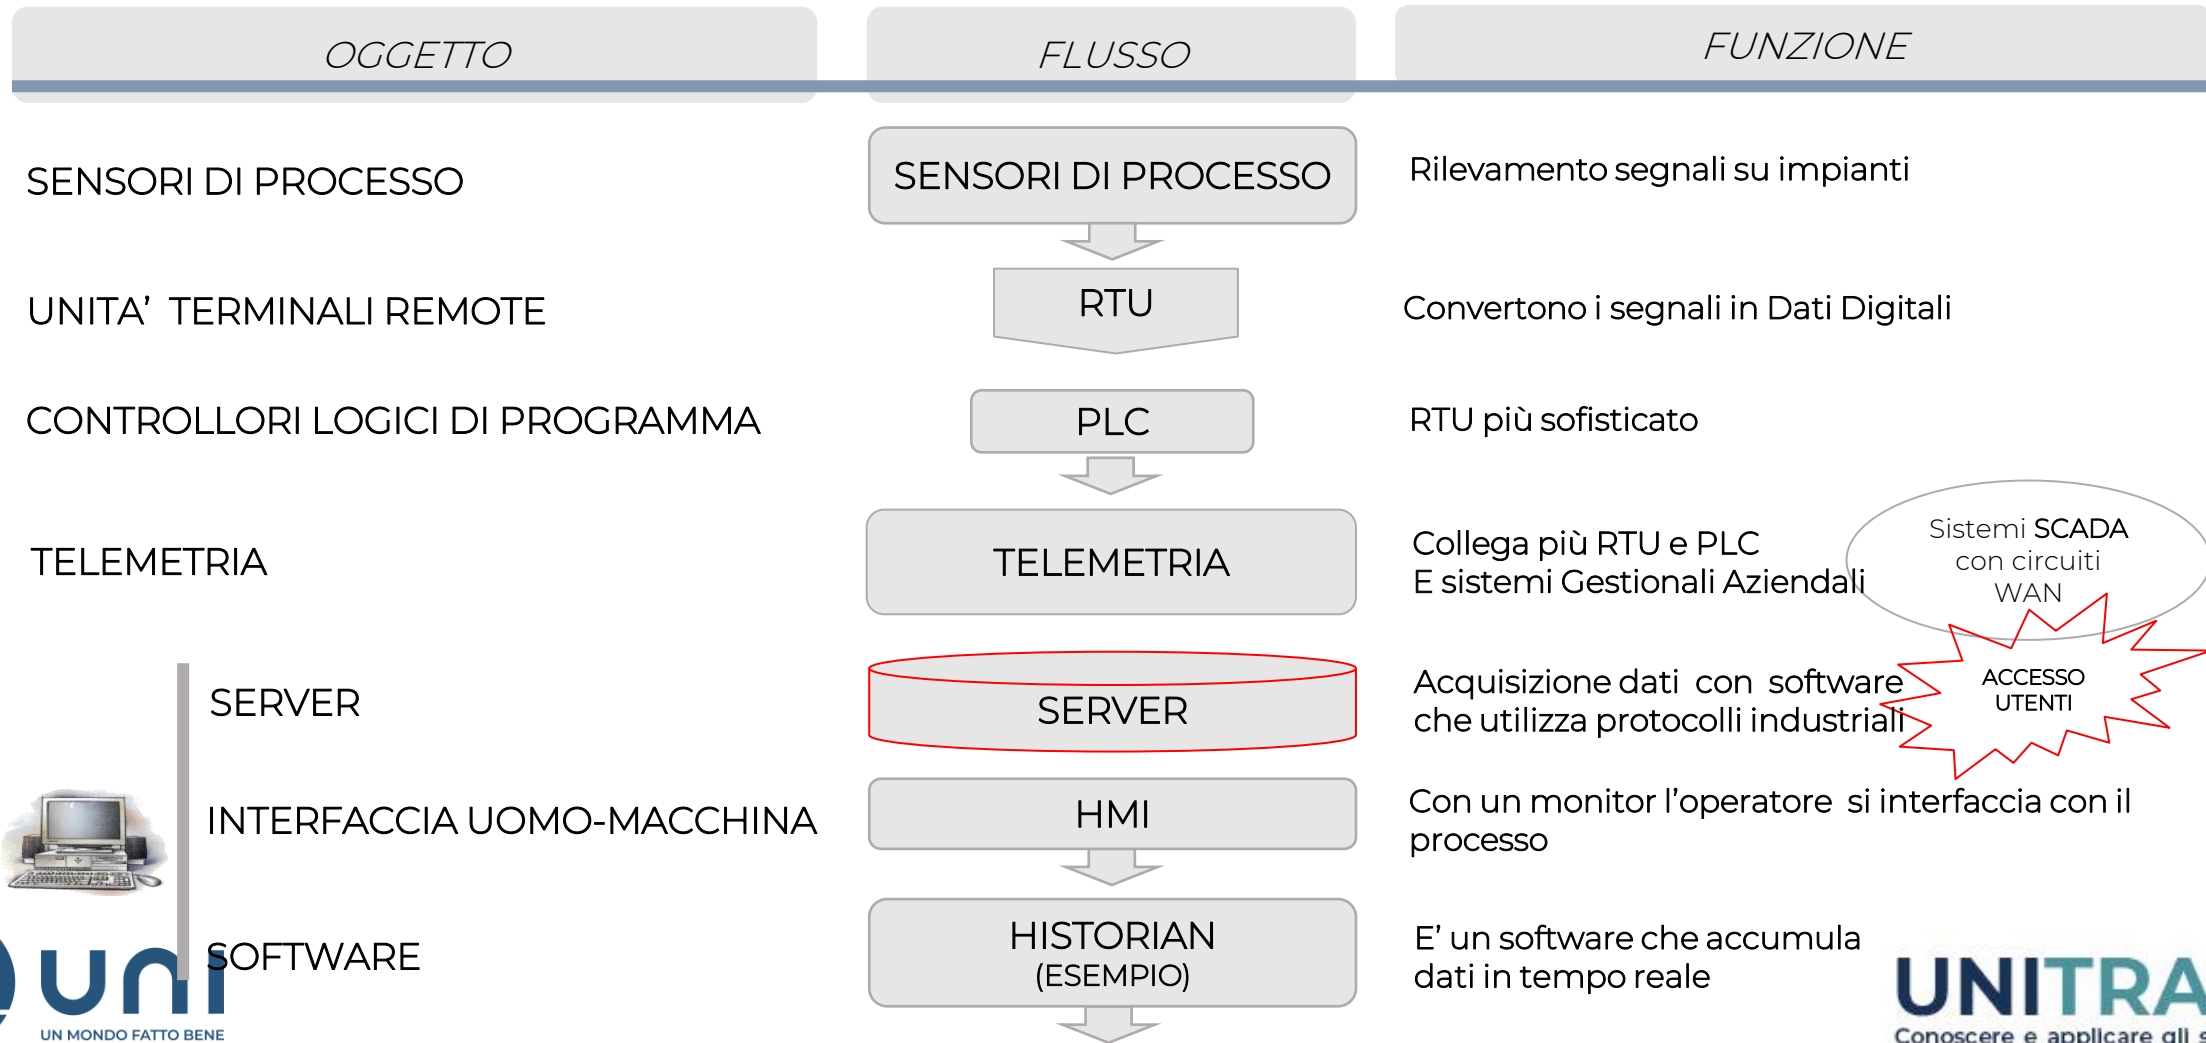 OGGETTO
FLUSSO
FUNZIONE
SENSORI DI PROCESSO
SENSORI DI PROCESSO
Rilevamento segnali su impianti
UNITA’ TERMINALI REMOTE
RTU
Convertono i segnali in Dati Digitali
CONTROLLORI LOGICI DI PROGRAMMA
PLC
RTU più sofisticato
TELEMETRIA
TELEMETRIA
Collega più RTU e PLC
E sistemi Gestionali Aziendali
Sistemi SCADA
con circuiti
WAN
SERVER
SERVER
Acquisizione dati con software
che utilizza protocolli industriali
ACCESSO
UTENTI
INTERFACCIA UOMO-MACCHINA
HMI
Con un monitor l’operatore si interfaccia con il
processo
SOFTWARE
HISTORIAN
(ESEMPIO)
E’ un software che accumula
dati in tempo reale
uni
UN MONDO FATTO BENE
UNITRA
Conoscere e applicare gli s